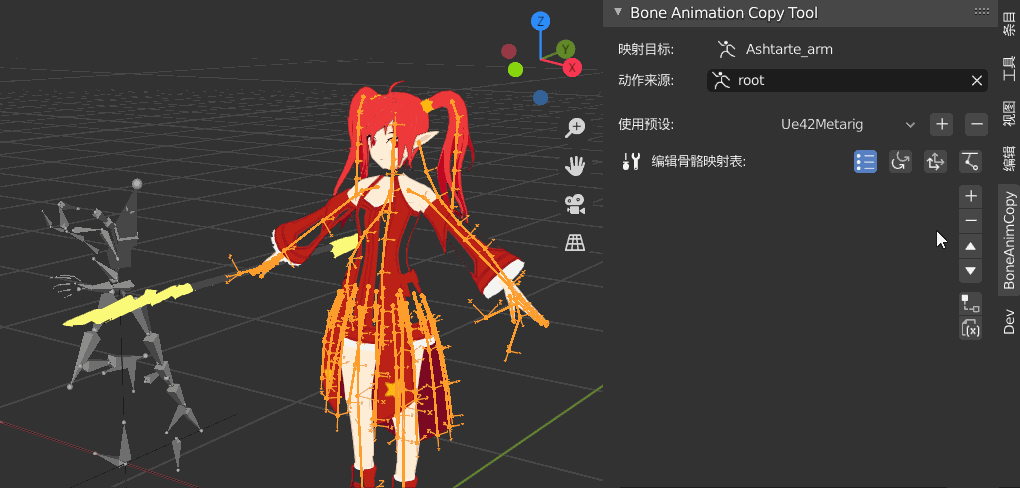 Bone Animation Copy Tool
映射目标:
Ashtarte_arm
动作来源:
root
使用预设:
Ue42Metarig
编辑骨骼映射表:
(x)
Z
Y
X
条目
工具
视图
编辑
BoneAnimCopy
Dev